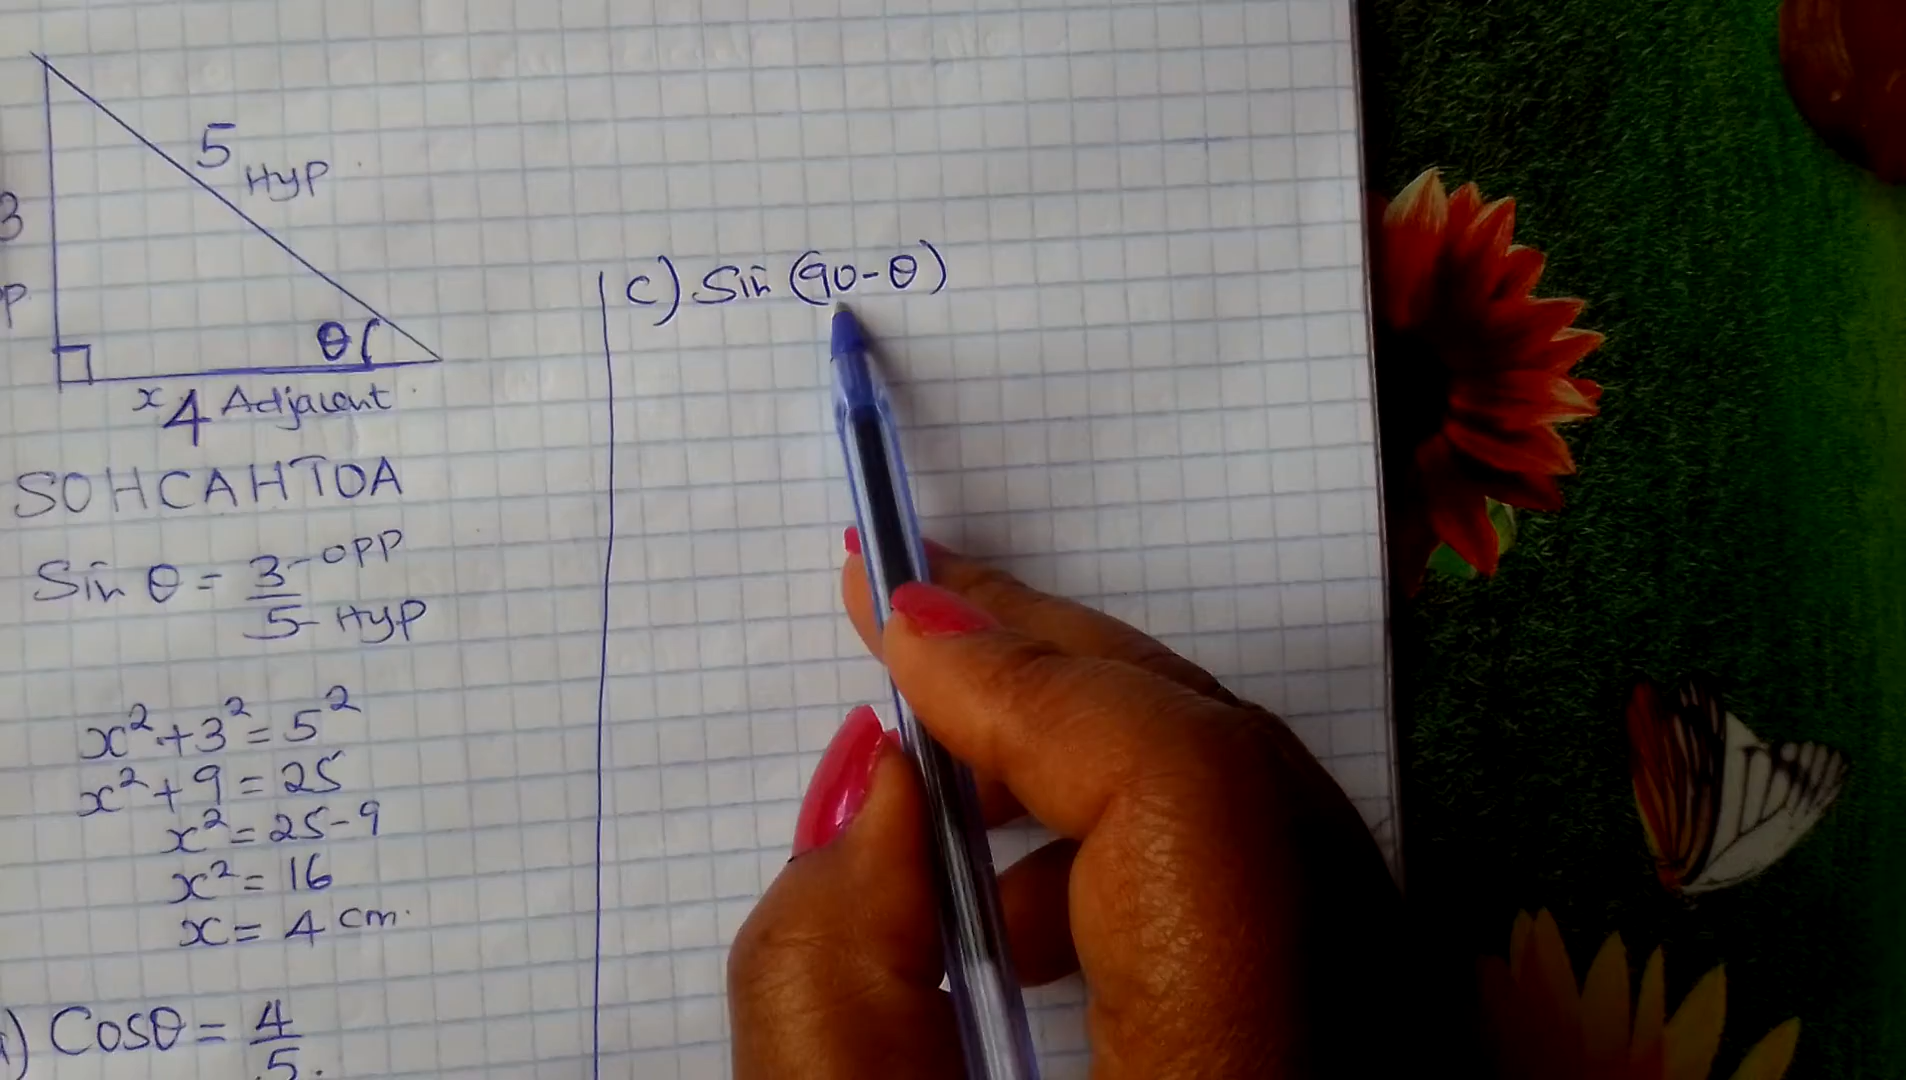 5
Hyp
3
p
θ
x 4 Adjacent
SOHCAHTOA
Sin θ = 3 - OPP
5 - Hyp
x² + 3² = 5²
x² + 9 = 25
x² = 25 - 9
x² = 16
x = 4 cm.
) Cosθ = 4
5.
c) Sin (90 - θ)